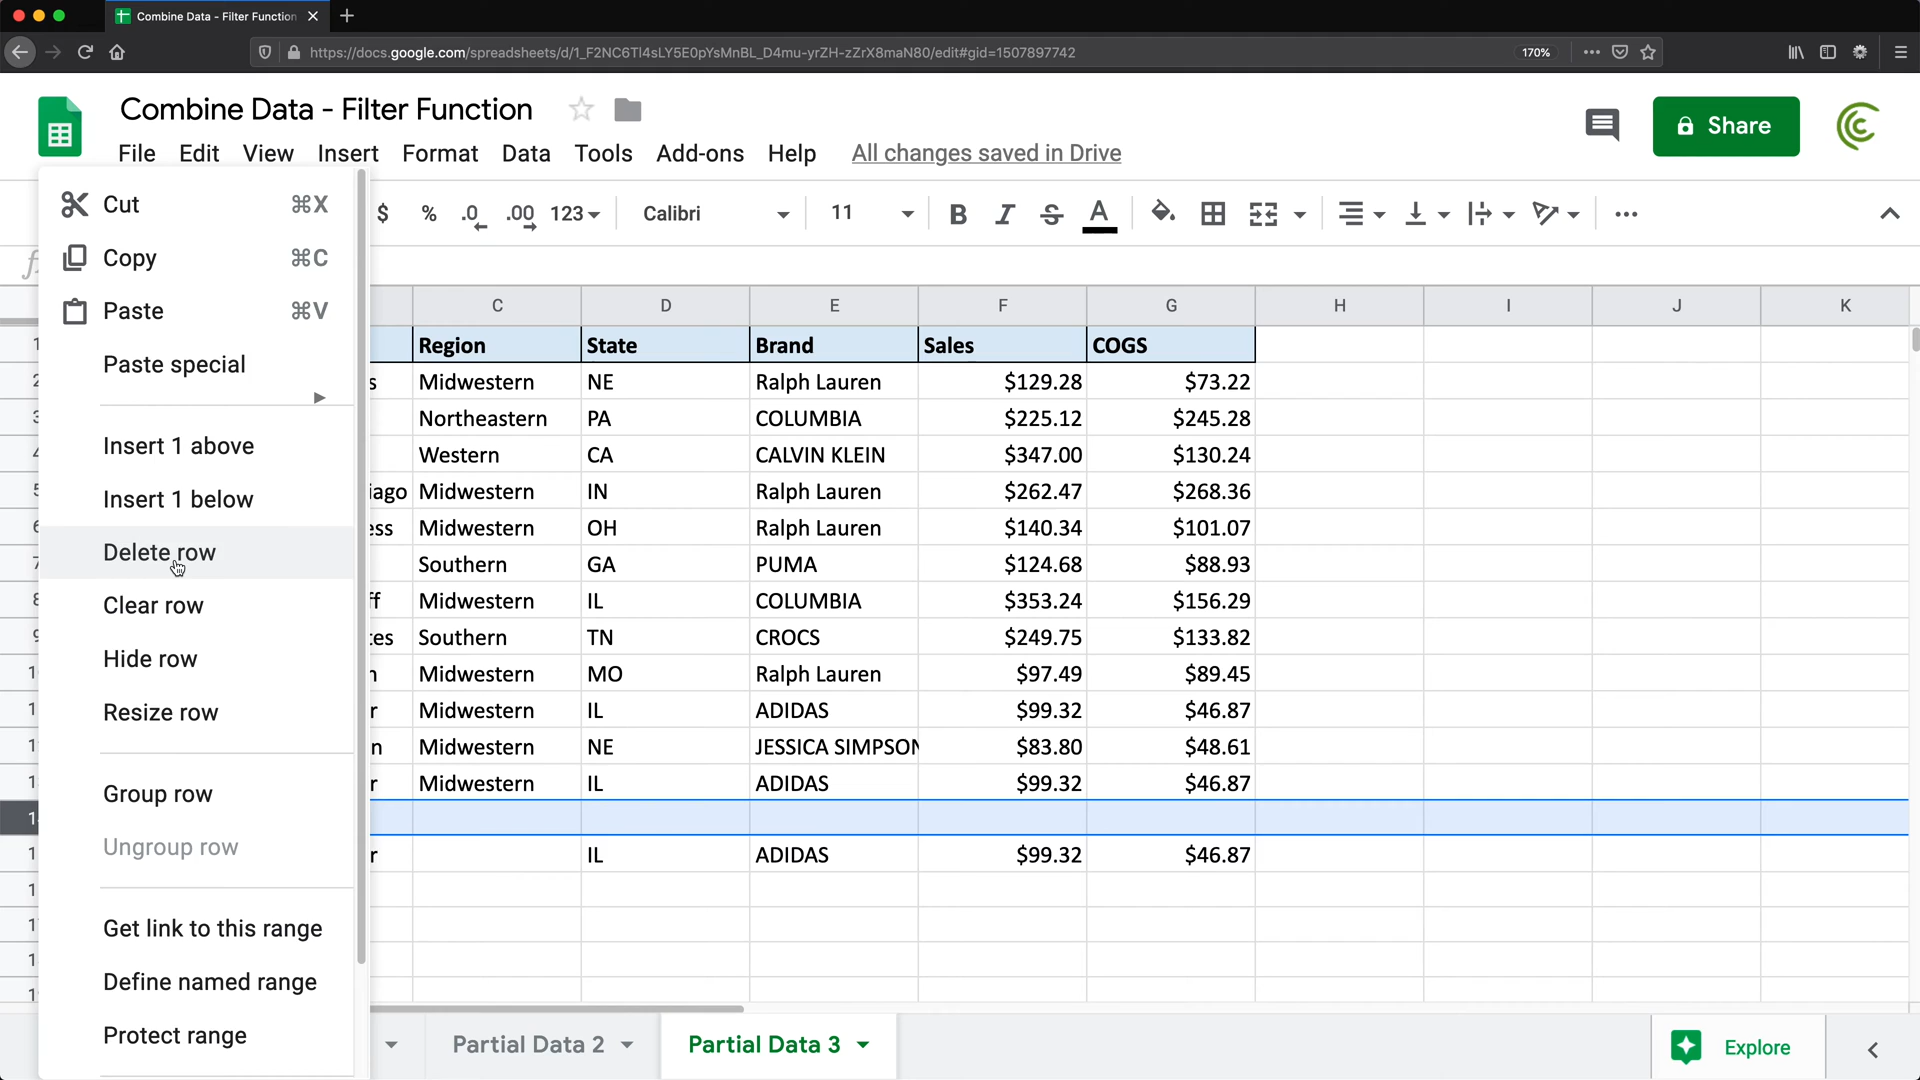 Combine Data - Filter Function
https://docs.google.com/spreadsheets/d/1_F2NC6Tl4sLY5E0pYsMnBL_D4mu-yrZH-zZrX8maN80/edit#gid=1507897742
170%
Combine Data - Filter Function
Share
File Edit View Insert Format Data Tools Add-ons Help All changes saved in Drive
$ % .0 .00 123 Calibri 11 B I S A
Cut ⌘X
Copy ⌘C
Paste ⌘V
Paste special
Insert 1 above
Insert 1 below
Delete row
Clear row
Hide row
Resize row
Group row
Ungroup row
Get link to this range
Define named range
Protect range
C D E F G H I J K
Region State Brand Sales COGS
s Midwestern NE Ralph Lauren $129.28 $73.22
Northeastern PA COLUMBIA $225.12 $245.28
Western CA CALVIN KLEIN $347.00 $130.24
iago Midwestern IN Ralph Lauren $262.47 $268.36
ess Midwestern OH Ralph Lauren $140.34 $101.07
Southern GA PUMA $124.68 $88.93
ff Midwestern IL COLUMBIA $353.24 $156.29
tes Southern TN CROCS $249.75 $133.82
n Midwestern MO Ralph Lauren $97.49 $89.45
r Midwestern IL ADIDAS $99.32 $46.87
n Midwestern NE JESSICA SIMPSON $83.80 $48.61
r Midwestern IL ADIDAS $99.32 $46.87
r IL ADIDAS $99.32 $46.87
Partial Data 2 Partial Data 3 Explore